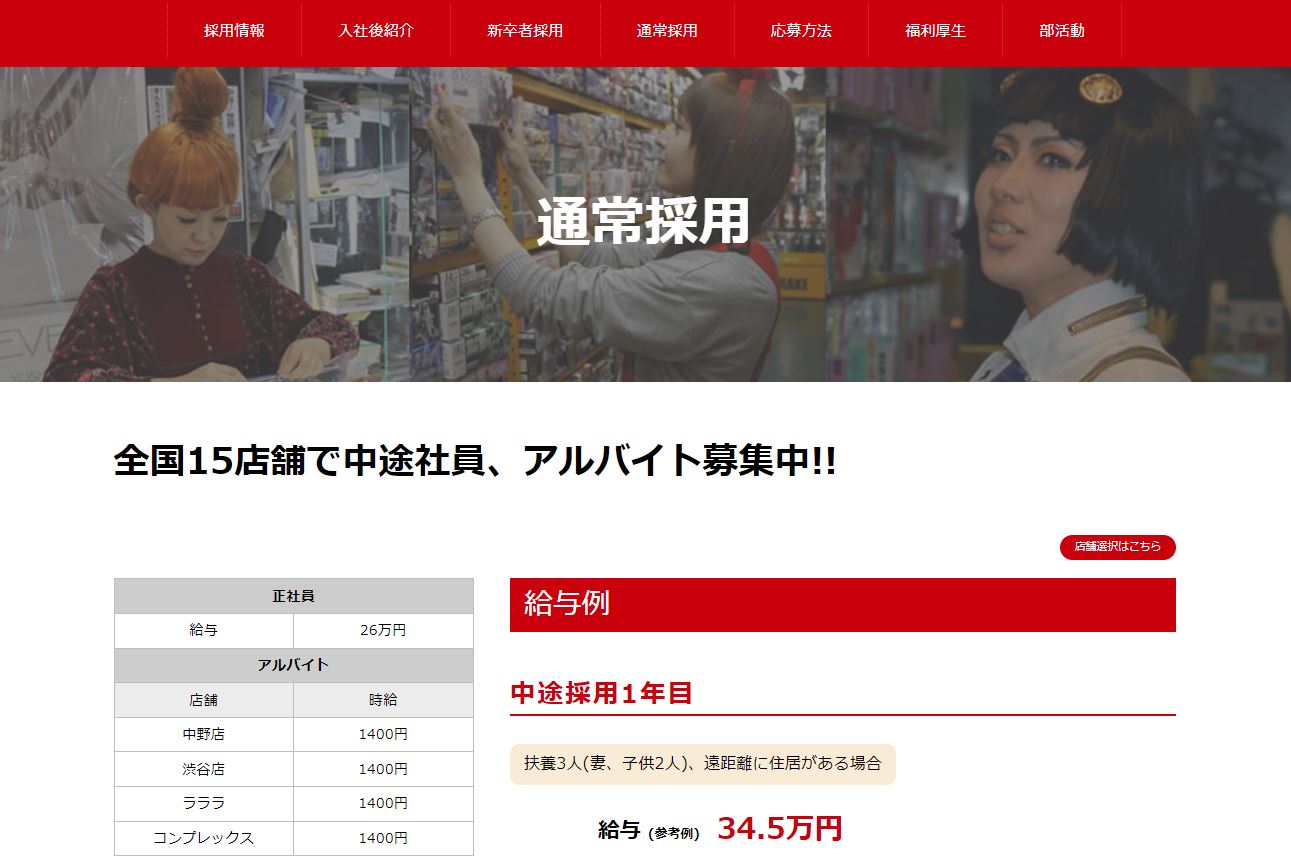 採用情報 入社後紹介 新卒者採用 通常採用 応募方法 福利厚生 部活動
通常採用
全国15店舗で中途社員、アルバイト募集中!!
店舗選択はこちら
正社員
給与 26万円
アルバイト
店舗 時給
中野店 1400円
渋谷店 1400円
ラララ 1400円
コンプレックス 1400円
給与例
中途採用1年目
扶養3人(妻、子供2人)、遠距離に住居がある場合
給与 (参考例) 34.5万円